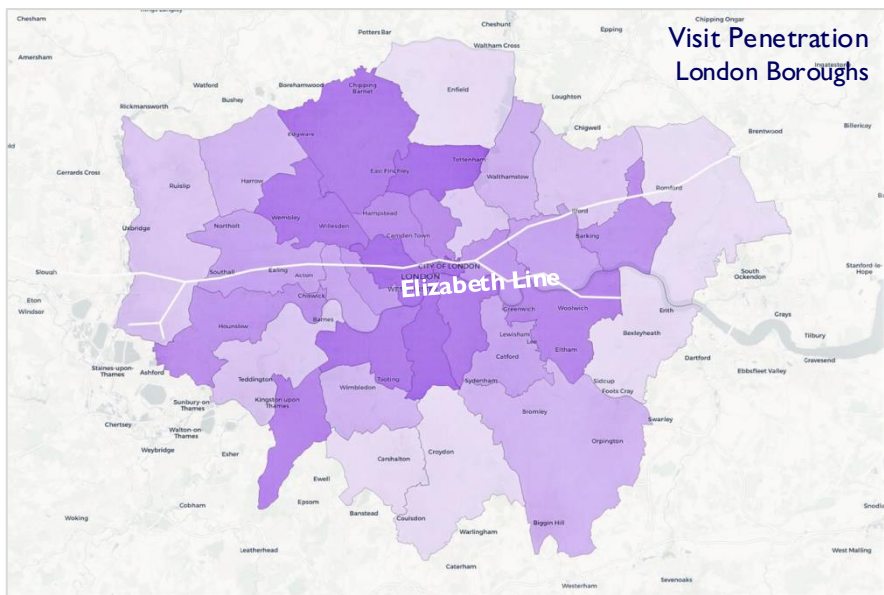 Visit Penetration
London Boroughs
Chesham
Potters Bar
Cheshunt
Waltham Cross
Epping
Chipping Ongar
Amersham
Watford
Borehamwood
Chipping
Barnet
Enfield
Loughton
Rickmansworth
Bushey
Chigwell
Brentwood
Billericay
Edgware
Tottenham
Gerrards Cross
Harrow
East Finchley
Walthamstow
Romford
Ruislip
Wembley
Willesden
Hampstead
Ilford
Uxbridge
Northolt
Camden Town
Barking
Slough
Southall
Ealing
Acton
CITY OF LONDON
LONDON
South
Ockendon
Stanford-le-
Hope
Elizabeth Line
Eton
Windsor
Chiswick
Greenwich
Woolwich
Erith
Grays
Hounslow
Barnes
Lewisham
Lee
Bexleyheath
Tilbury
Staines-upon-
Thames
Ashford
Catford
Eltham
Dartford
Gravesend
Teddington
Wimbledon
Tooting
Sydenham
Sidcup
Foots Cray
Ebbsfleet Valley
Sunbury-on
-Thames
Kingston upon
Thames
Chertsey
Walton-on
-Thames
Bromley
Swanley
Weybridge
Esher
Carshalton
Croydon
Orpington
Ewell
Woking
Cobham
Epsom
Banstead
Coulsdon
Biggin Hill
Warlingham
Leatherhead
Caterham
Westerham
Sevenoaks
West Malling